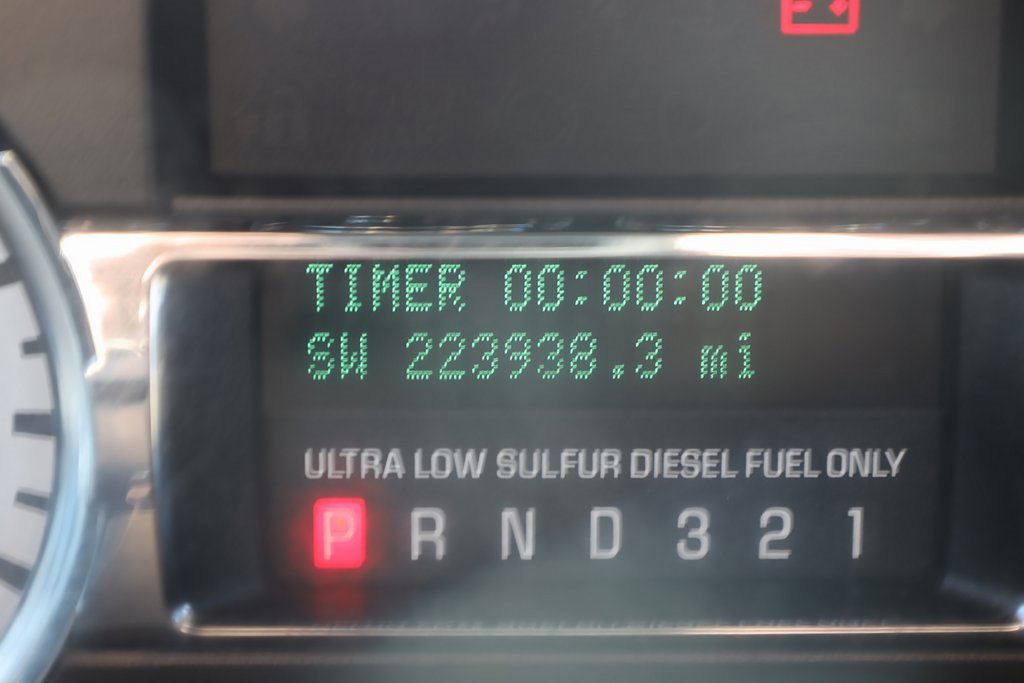 TIMER 00:00:00
SW 223938.3 mi
ULTRA LOW SULFUR DIESEL FUEL ONLY
P R N D 3 2 1